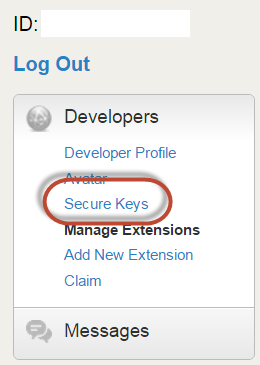 ID:
Log Out
Developers
Developer Profile
Avatar
Secure Keys
Manage Extensions
Add New Extension
Claim
Messages